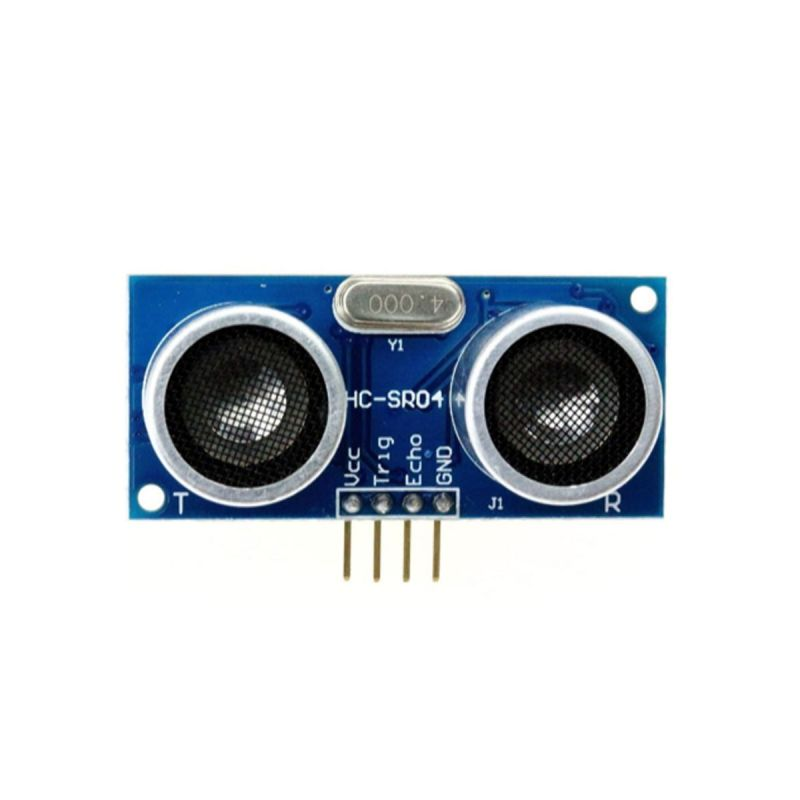 4.000
Y1
HC-SR04
Vcc
Trig
Echo
GND
T
J1
R